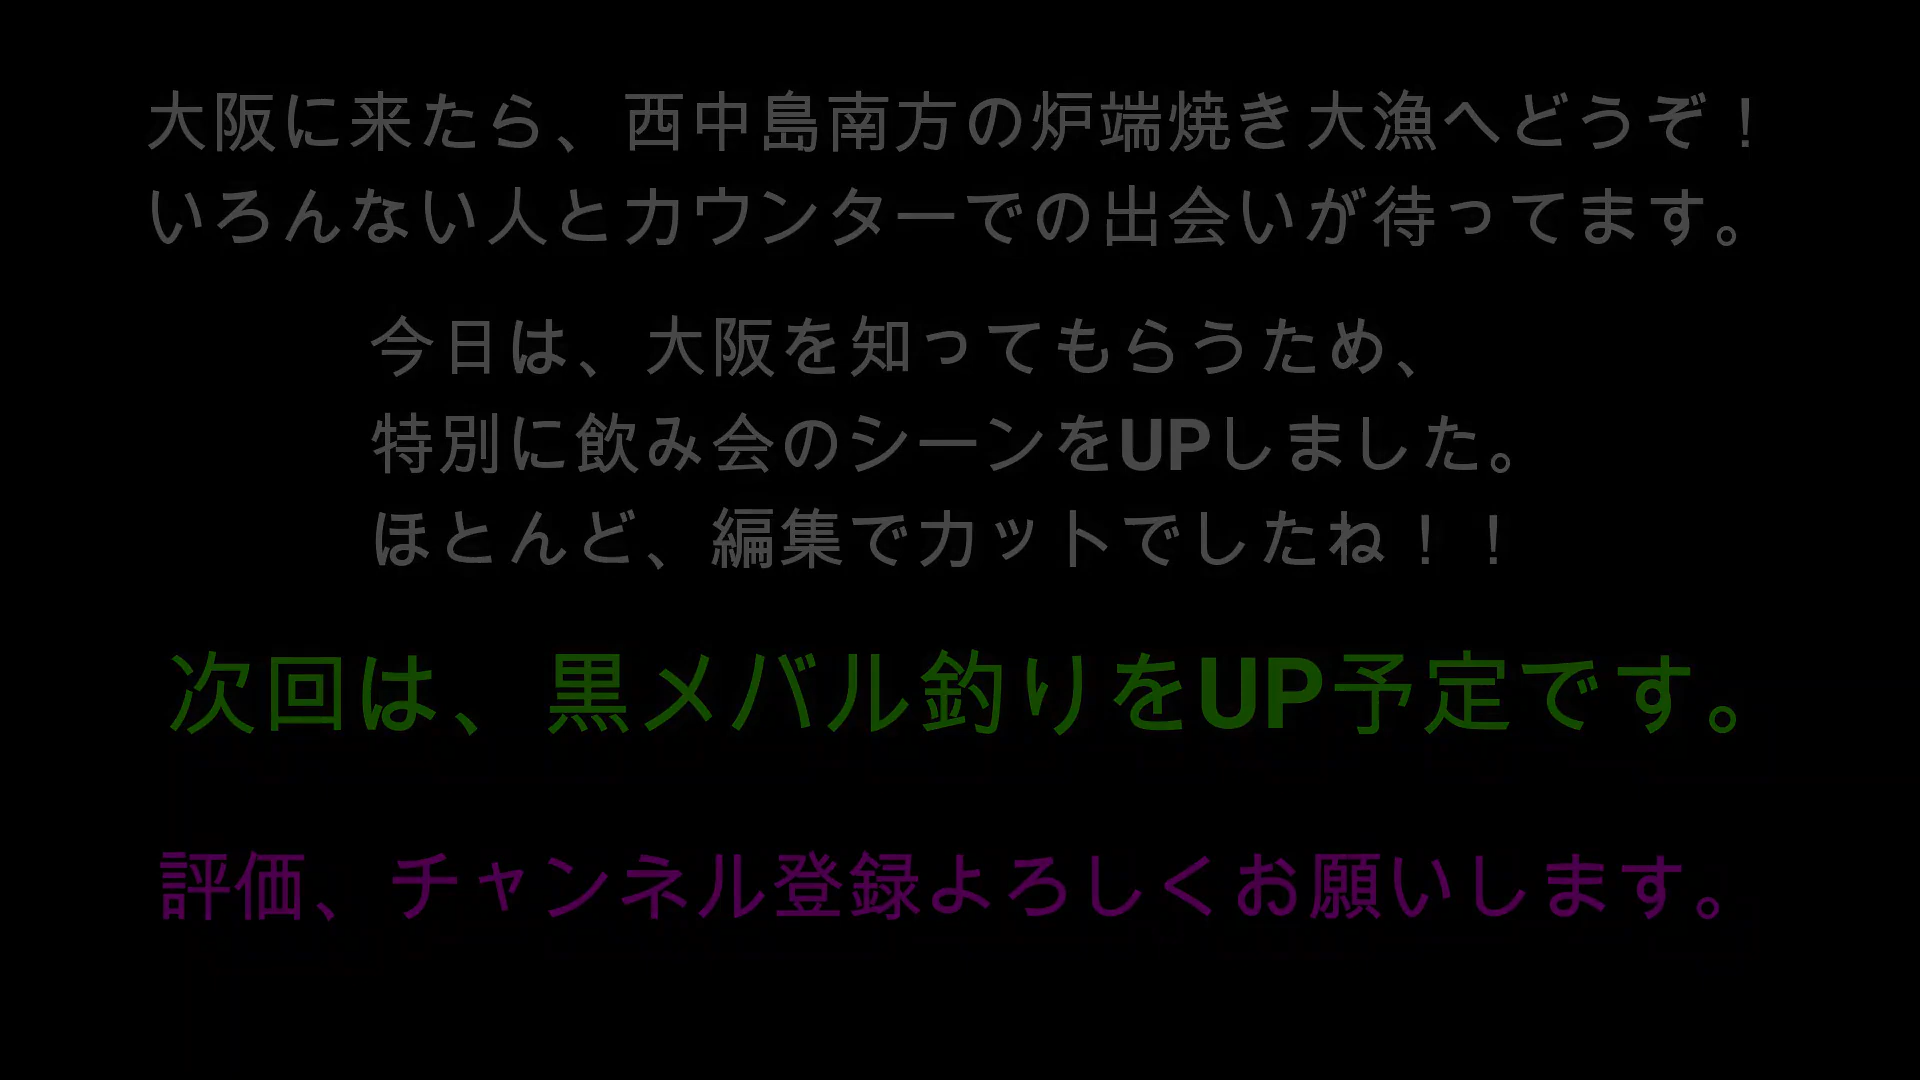 大阪に来たら、西中島南方の炉端焼き大漁へどうぞ！
いろんない人とカウンターでの出会いが待ってます。
今日は、大阪を知ってもらうため、
特別に飲み会のシーンをUPしました。
ほとんど、編集でカットでしたね！！
次回は、黒メバル釣りをUP予定です。
評価、チャンネル登録よろしくお願いします。